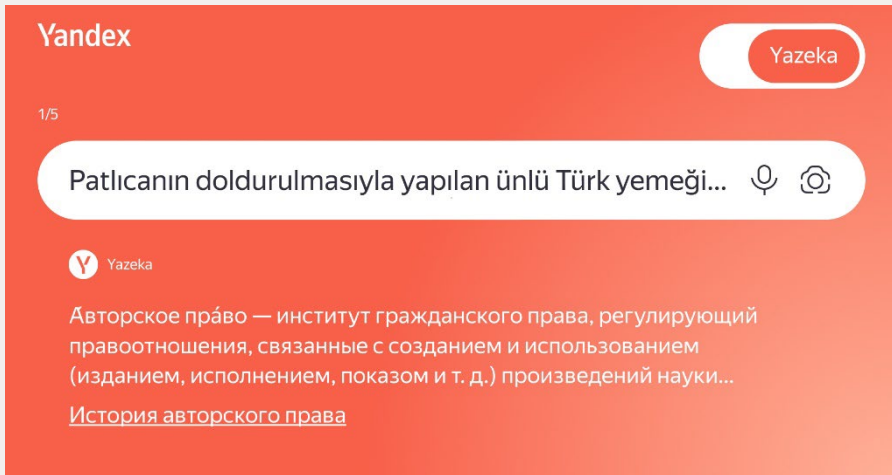 Yandex
Yazeka
1/5
Patlıcanın doldurulmasıyla yapılan ünlü Türk yemeği...
Yazeka
А́вторское пра́во — институт гражданского права, регулирующий
правоотношения, связанные с созданием и использованием
(изданием, исполнением, показом и т. д.) произведений науки...
История авторского права